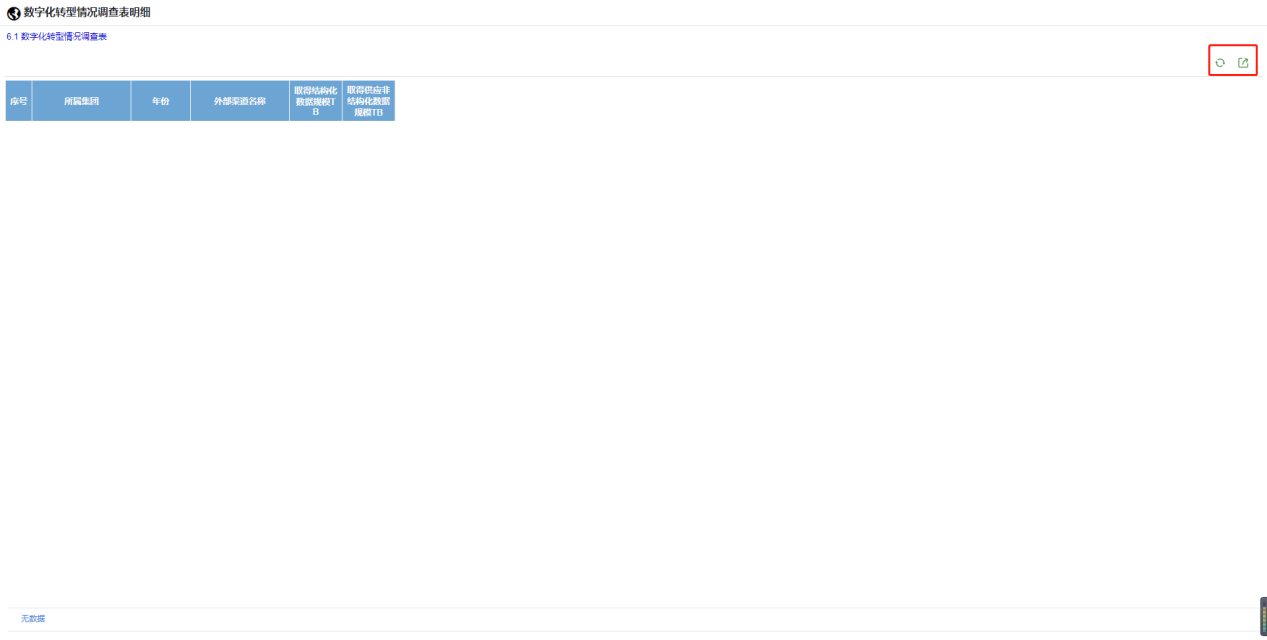 数字化转型情况调查表明细
6.1 数字化转型情况调查表
序号
所属集团
年份
外部渠道名称
取得结构化
数据规模T
B
取得供应非
结构化数据
规模TB
无数据